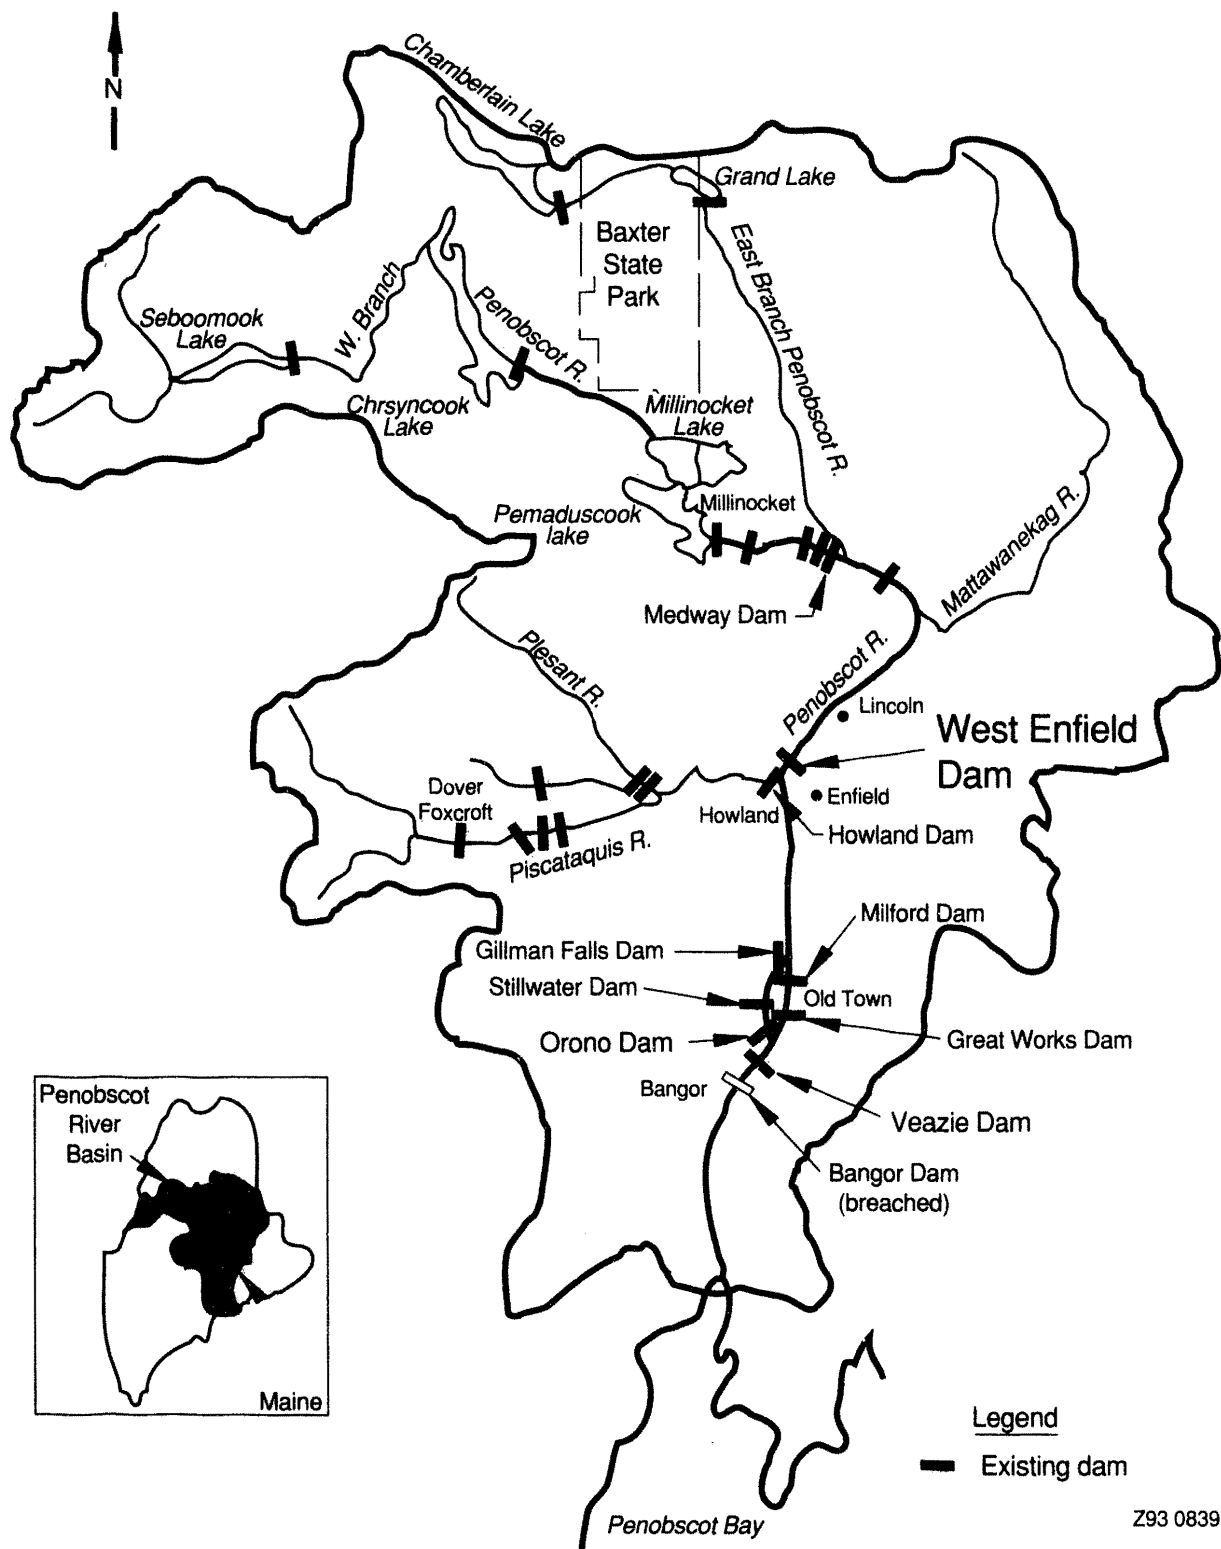 N
Chamberlain Lake
Grand Lake
Baxter
State
Park
East Branch Penobscot R.
Seboomook
Lake
W. Branch
Penobscot R.
Chrsyncook
Lake
Millinocket
Lake
Millinocket
Pemaduscook
lake
Mattawanekag R.
Medway Dam
Plesant R.
Penobscot R.
Lincoln
West Enfield
Dam
Dover
Foxcroft
Howland
Enfield
Howland Dam
Piscataquis R.
Milford Dam
Gillman Falls Dam
Stillwater Dam
Old Town
Orono Dam
Great Works Dam
Bangor
Veazie Dam
Bangor Dam
(breached)
Penobscot
River
Basin
Maine
Legend
Existing dam
Penobscot Bay
Z93 0839